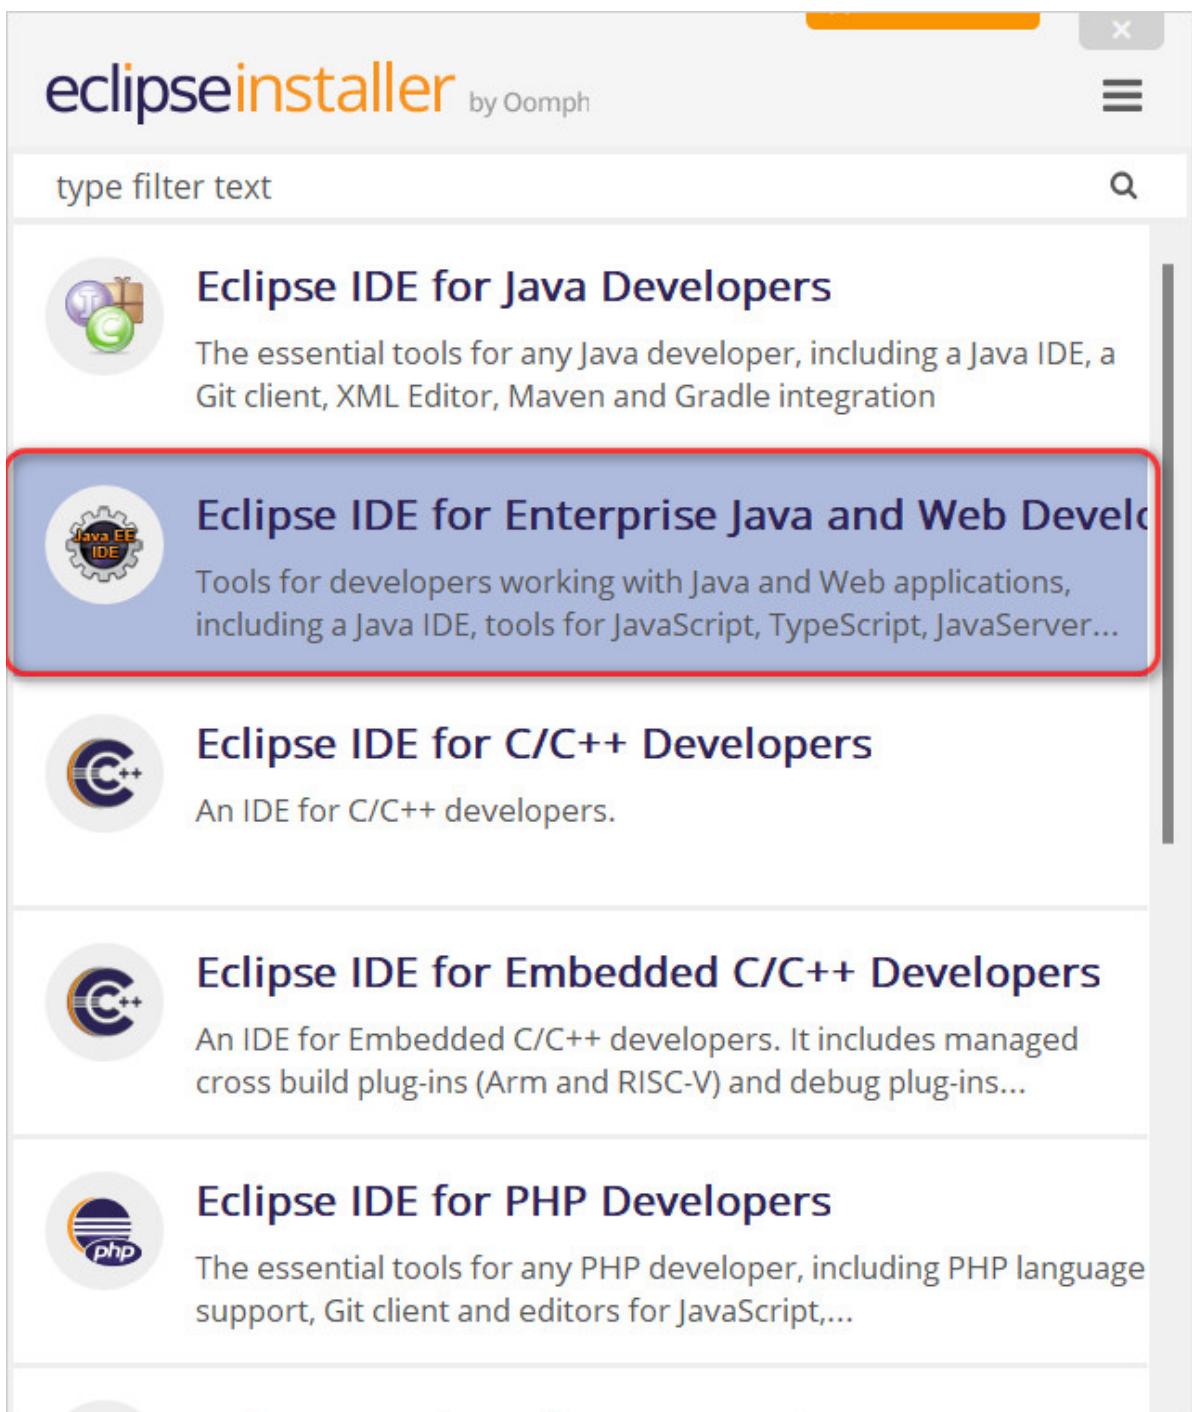 eclipseinstaller by Oomph
type filter text
Eclipse IDE for Java Developers
The essential tools for any Java developer, including a Java IDE, a
Git client, XML Editor, Maven and Gradle integration
Java EE
IDE
Eclipse IDE for Enterprise Java and Web Develo
Tools for developers working with Java and Web applications,
including a Java IDE, tools for JavaScript, TypeScript, JavaServer...
C++
Eclipse IDE for C/C++ Developers
An IDE for C/C++ developers.
C++
Eclipse IDE for Embedded C/C++ Developers
An IDE for Embedded C/C++ developers. It includes managed
cross build plug-ins (Arm and RISC-V) and debug plug-ins...
php
Eclipse IDE for PHP Developers
The essential tools for any PHP developer, including PHP language
support, Git client and editors for JavaScript,...